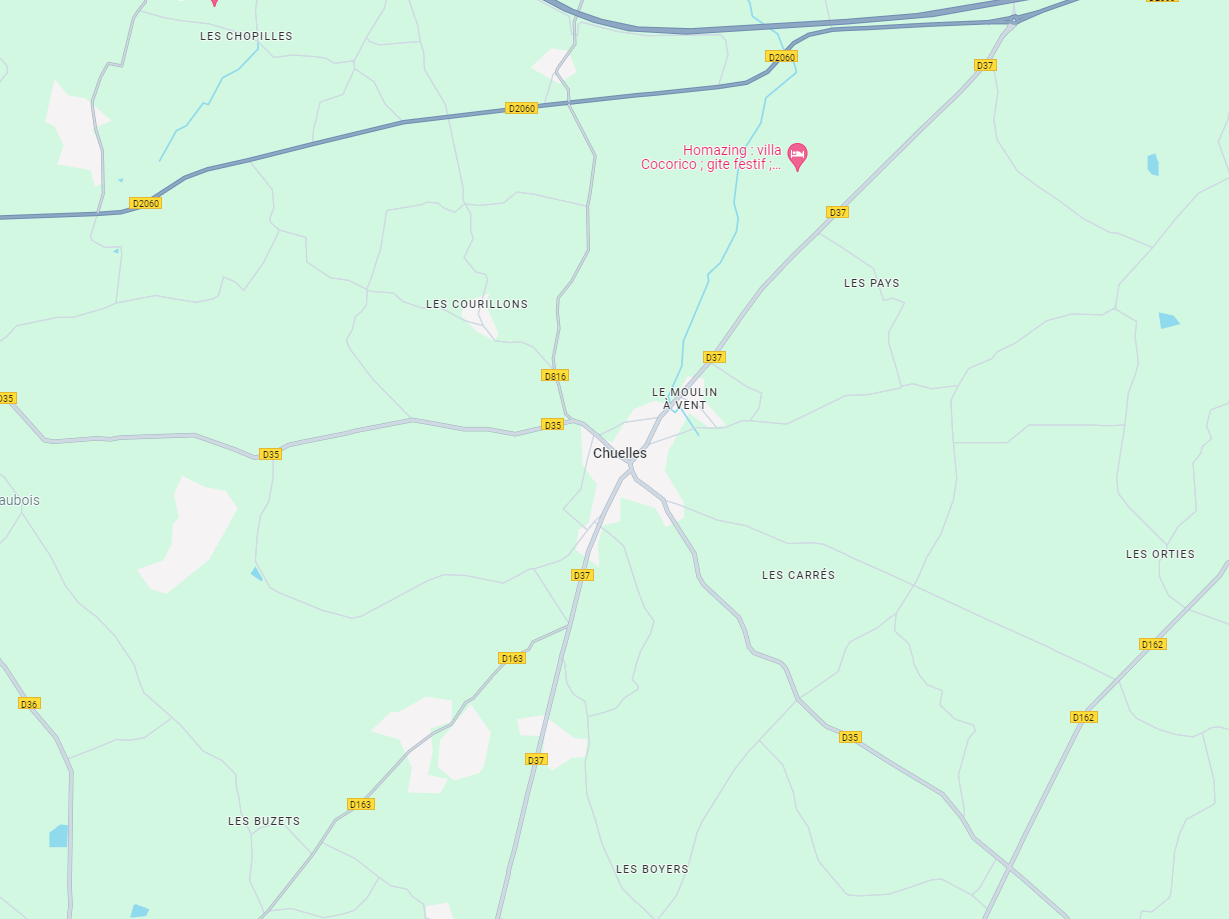 LES CHOPILLES
D2060
D37
D2060
Homazing : villa
Cocorico ; gite festif ;...
D2060
D37
LES PAYS
LES COURILLONS
D37
D816
LE MOULIN
À VENT
D35
D35
D35
Chuelles
aubois
LES ORTIES
D37
LES CARRÉS
D162
D163
D36
D162
D35
D37
D163
LES BUZETS
LES BOYERS